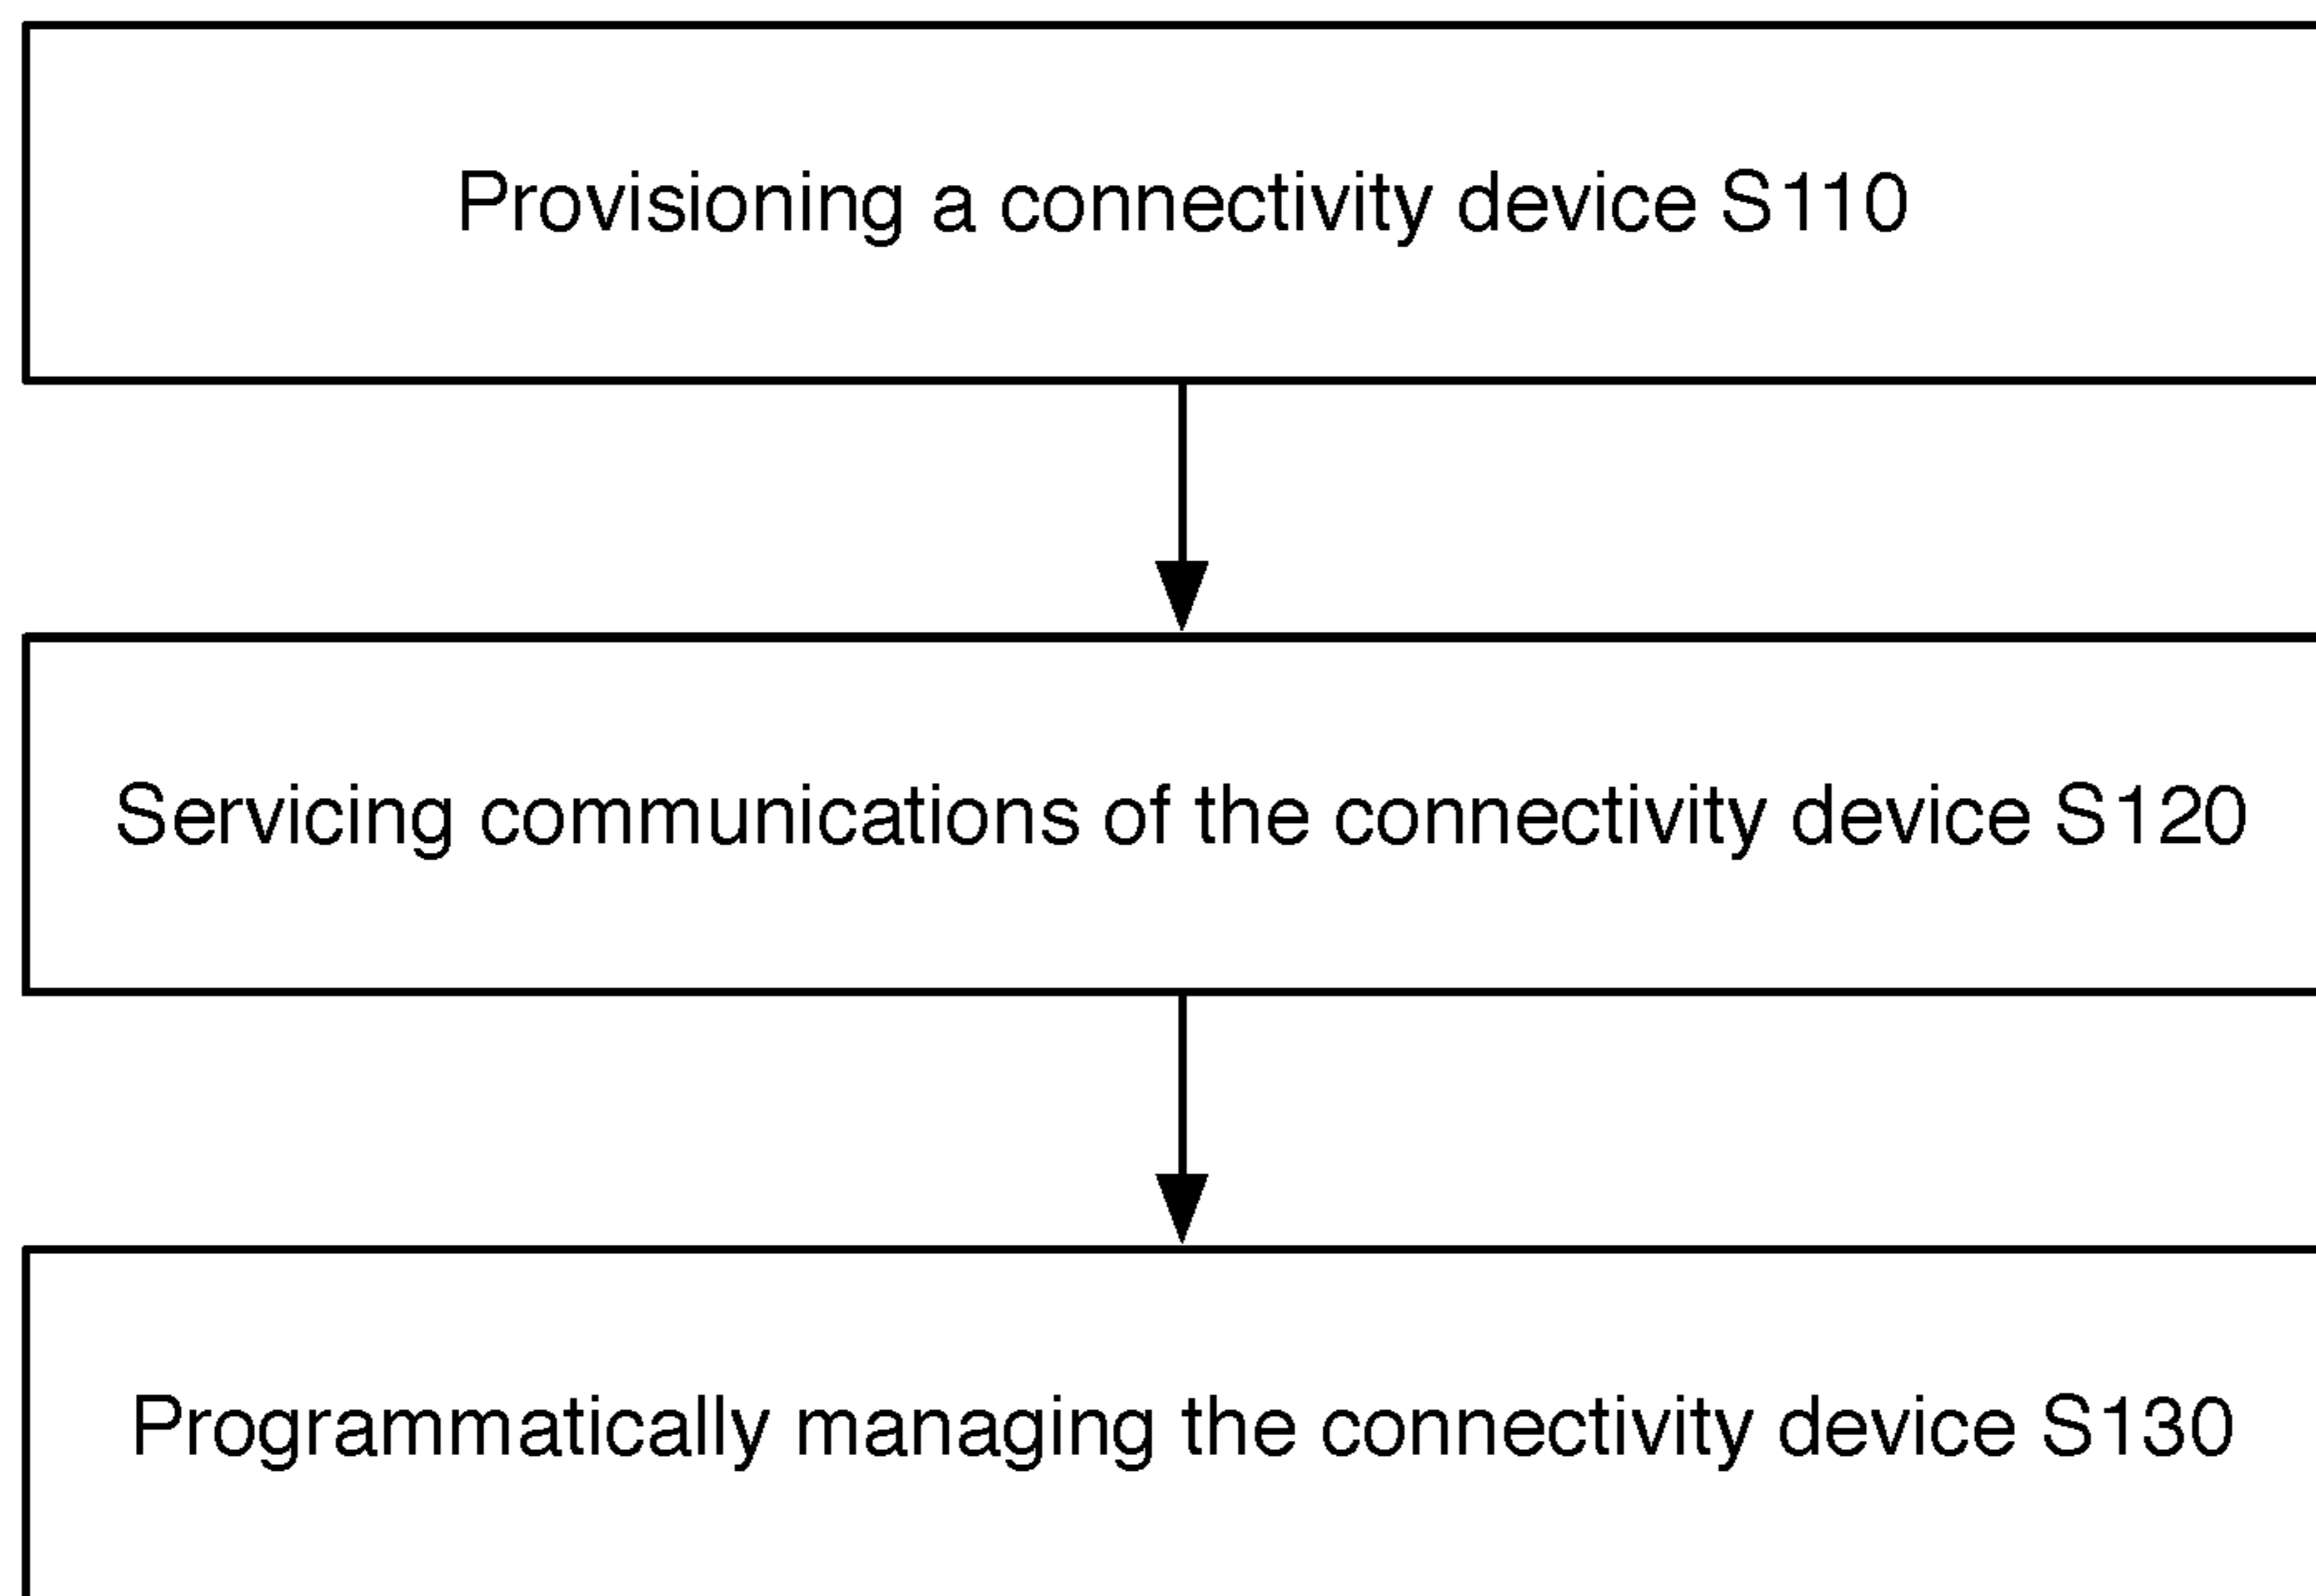 Provisioning a connectivity device S110
Servicing communications of the connectivity device S120
Programmatically managing the connectivity device S130